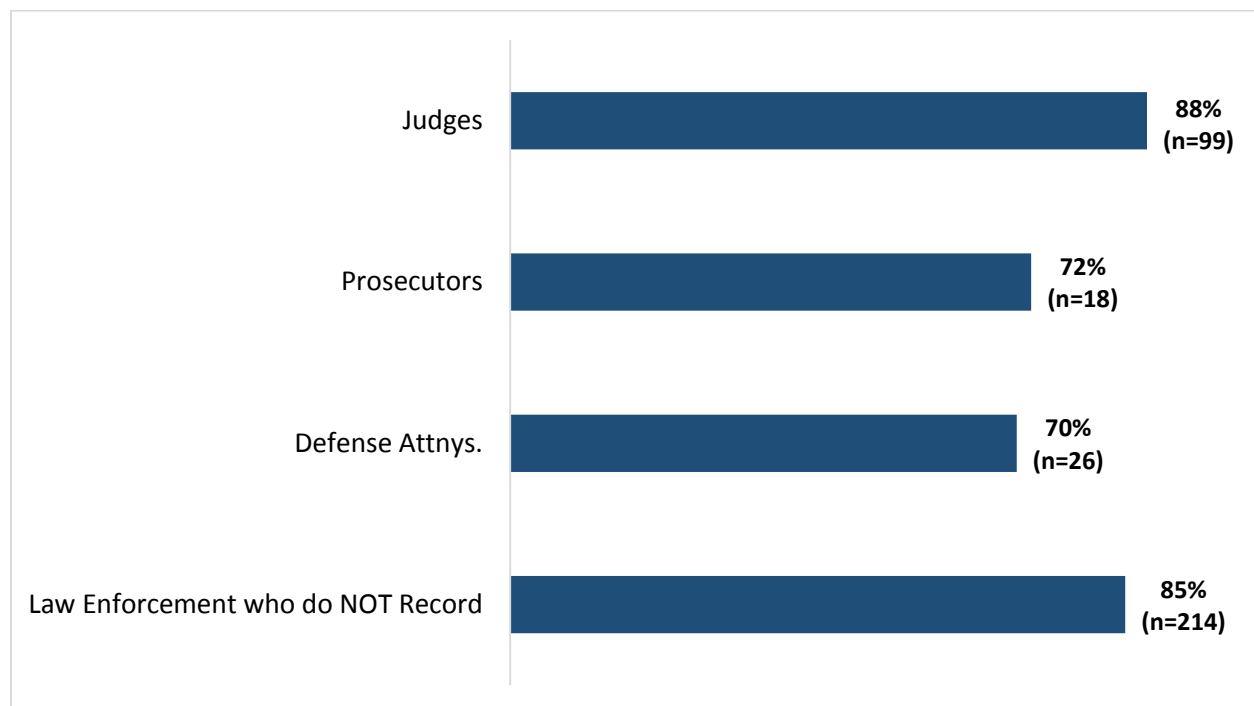 Judges
88%
(n=99)
Prosecutors
72%
(n=18)
Defense Attnys.
70%
(n=26)
Law Enforcement who do NOT Record
85%
(n=214)